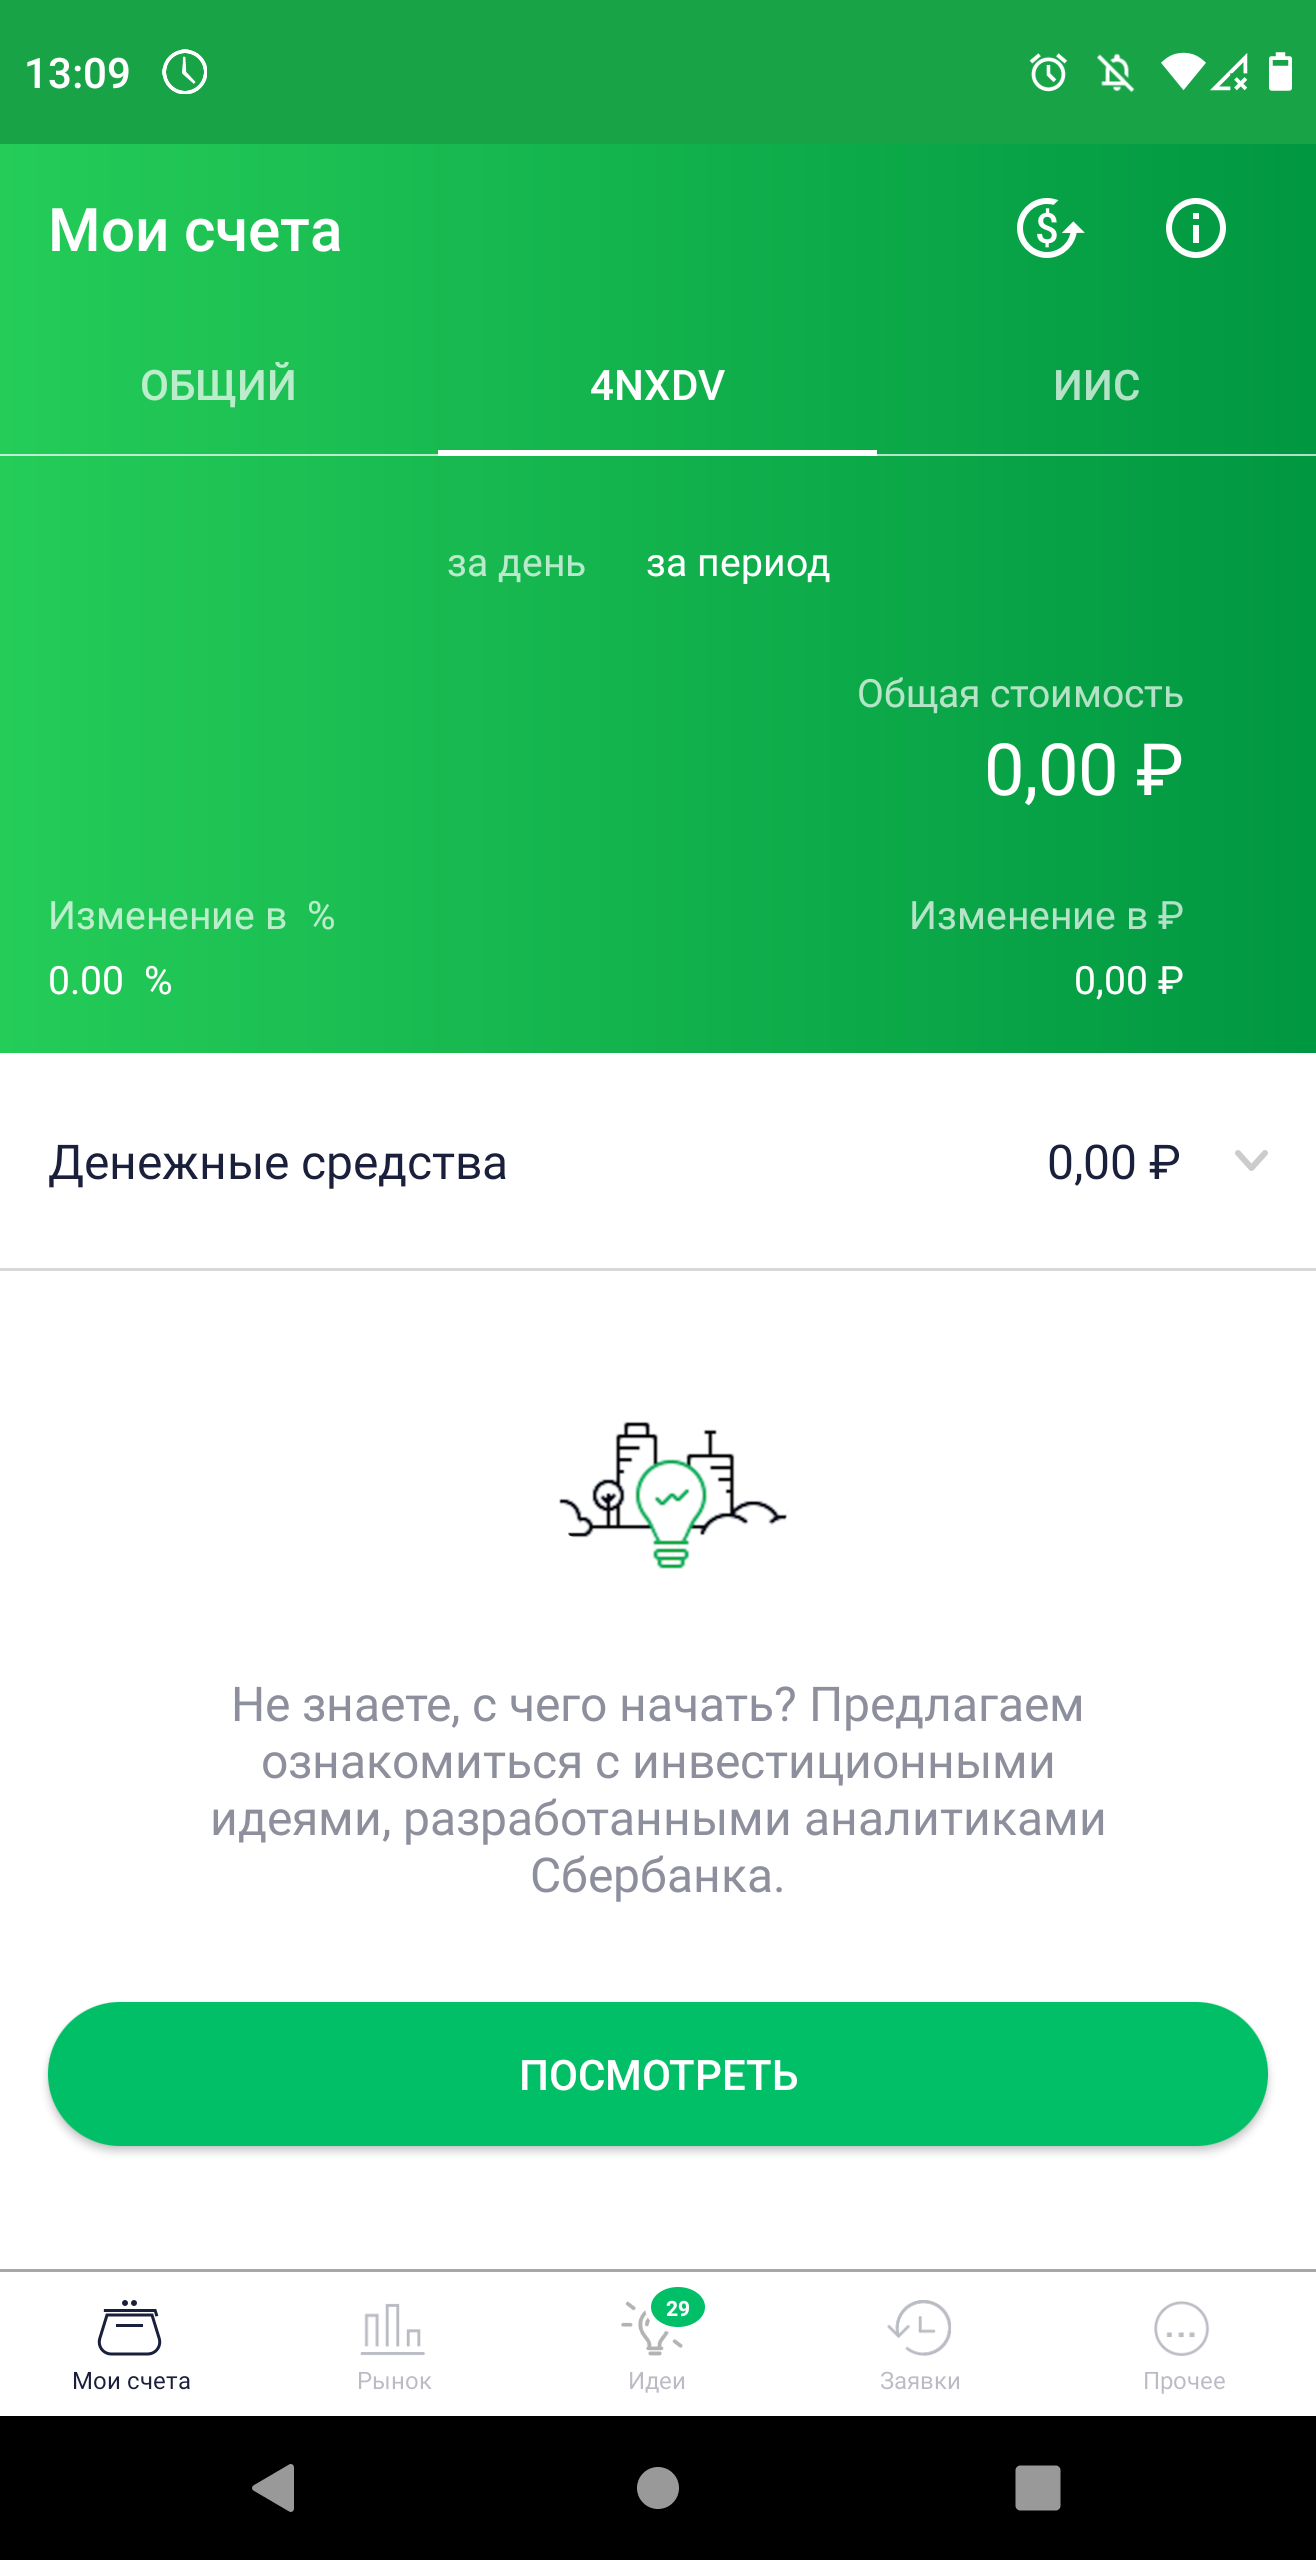 13:09
Мои счета
ОБЩИЙ 4NXDV ИИС
за день за период
Общая стоимость
0,00 ₽
Изменение в % Изменение в ₽
0.00 % 0,00 ₽
Денежные средства 0,00 ₽
Не знаете, с чего начать? Предлагаем
ознакомиться с инвестиционными
идеями, разработанными аналитиками
Сбербанка.
ПОСМОТРЕТЬ
29
Мои счета Рынок Идеи Заявки Прочее